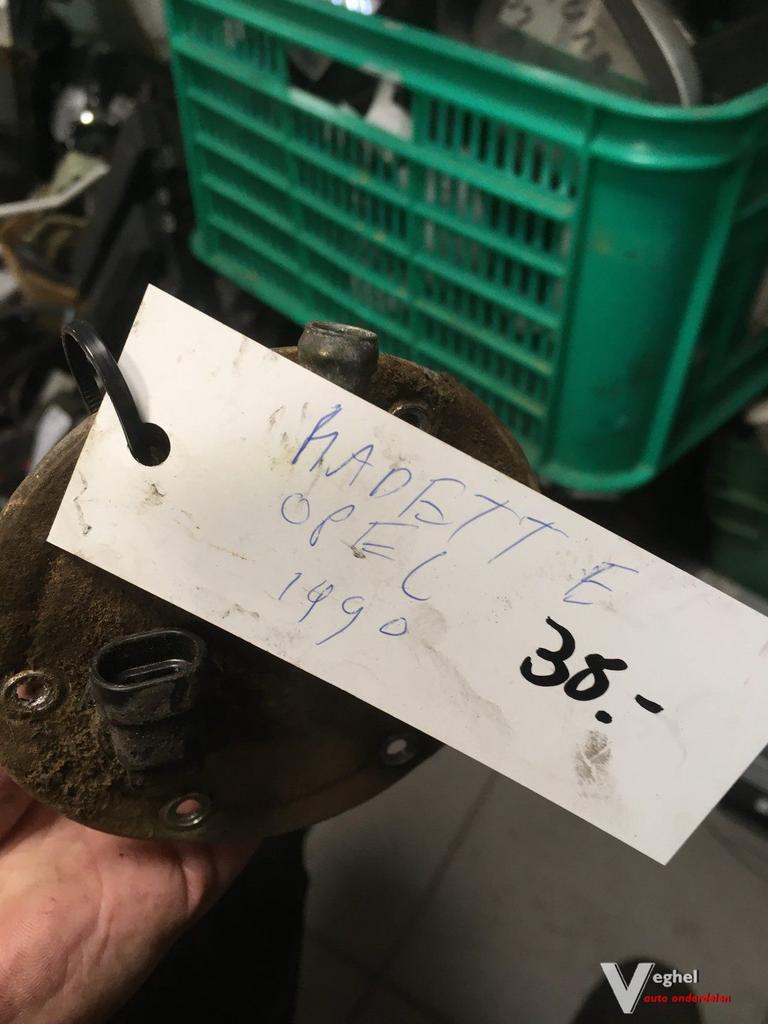 KADETT E
OPEL
1990
38.-
Veghel
auto onderdelen